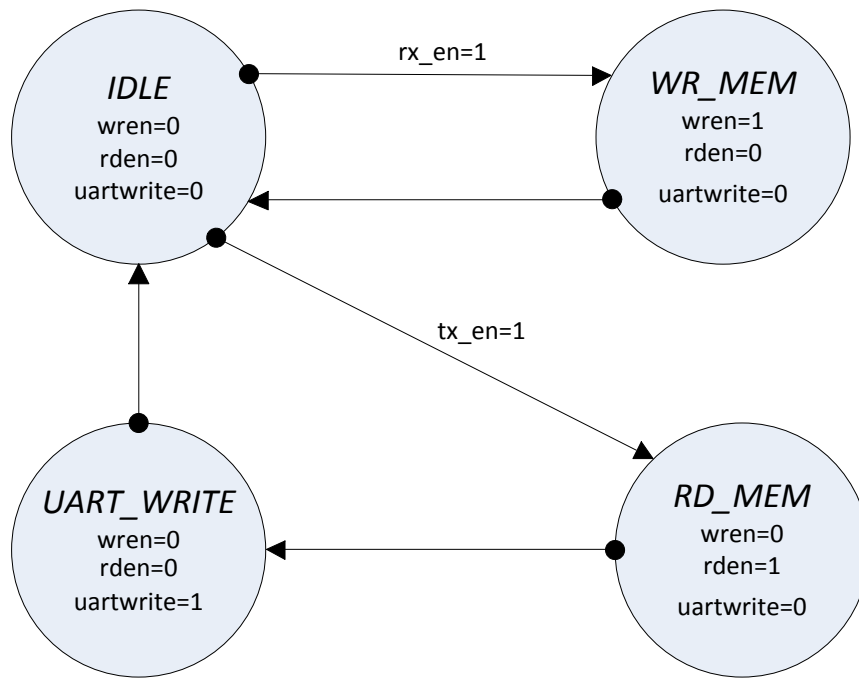 IDLE
wren=0
rden=0
uartwrite=0
rx_en=1
WR_MEM
wren=1
rden=0
uartwrite=0
tx_en=1
UART_WRITE
wren=0
rden=0
uartwrite=1
RD_MEM
wren=0
rden=1
uartwrite=0